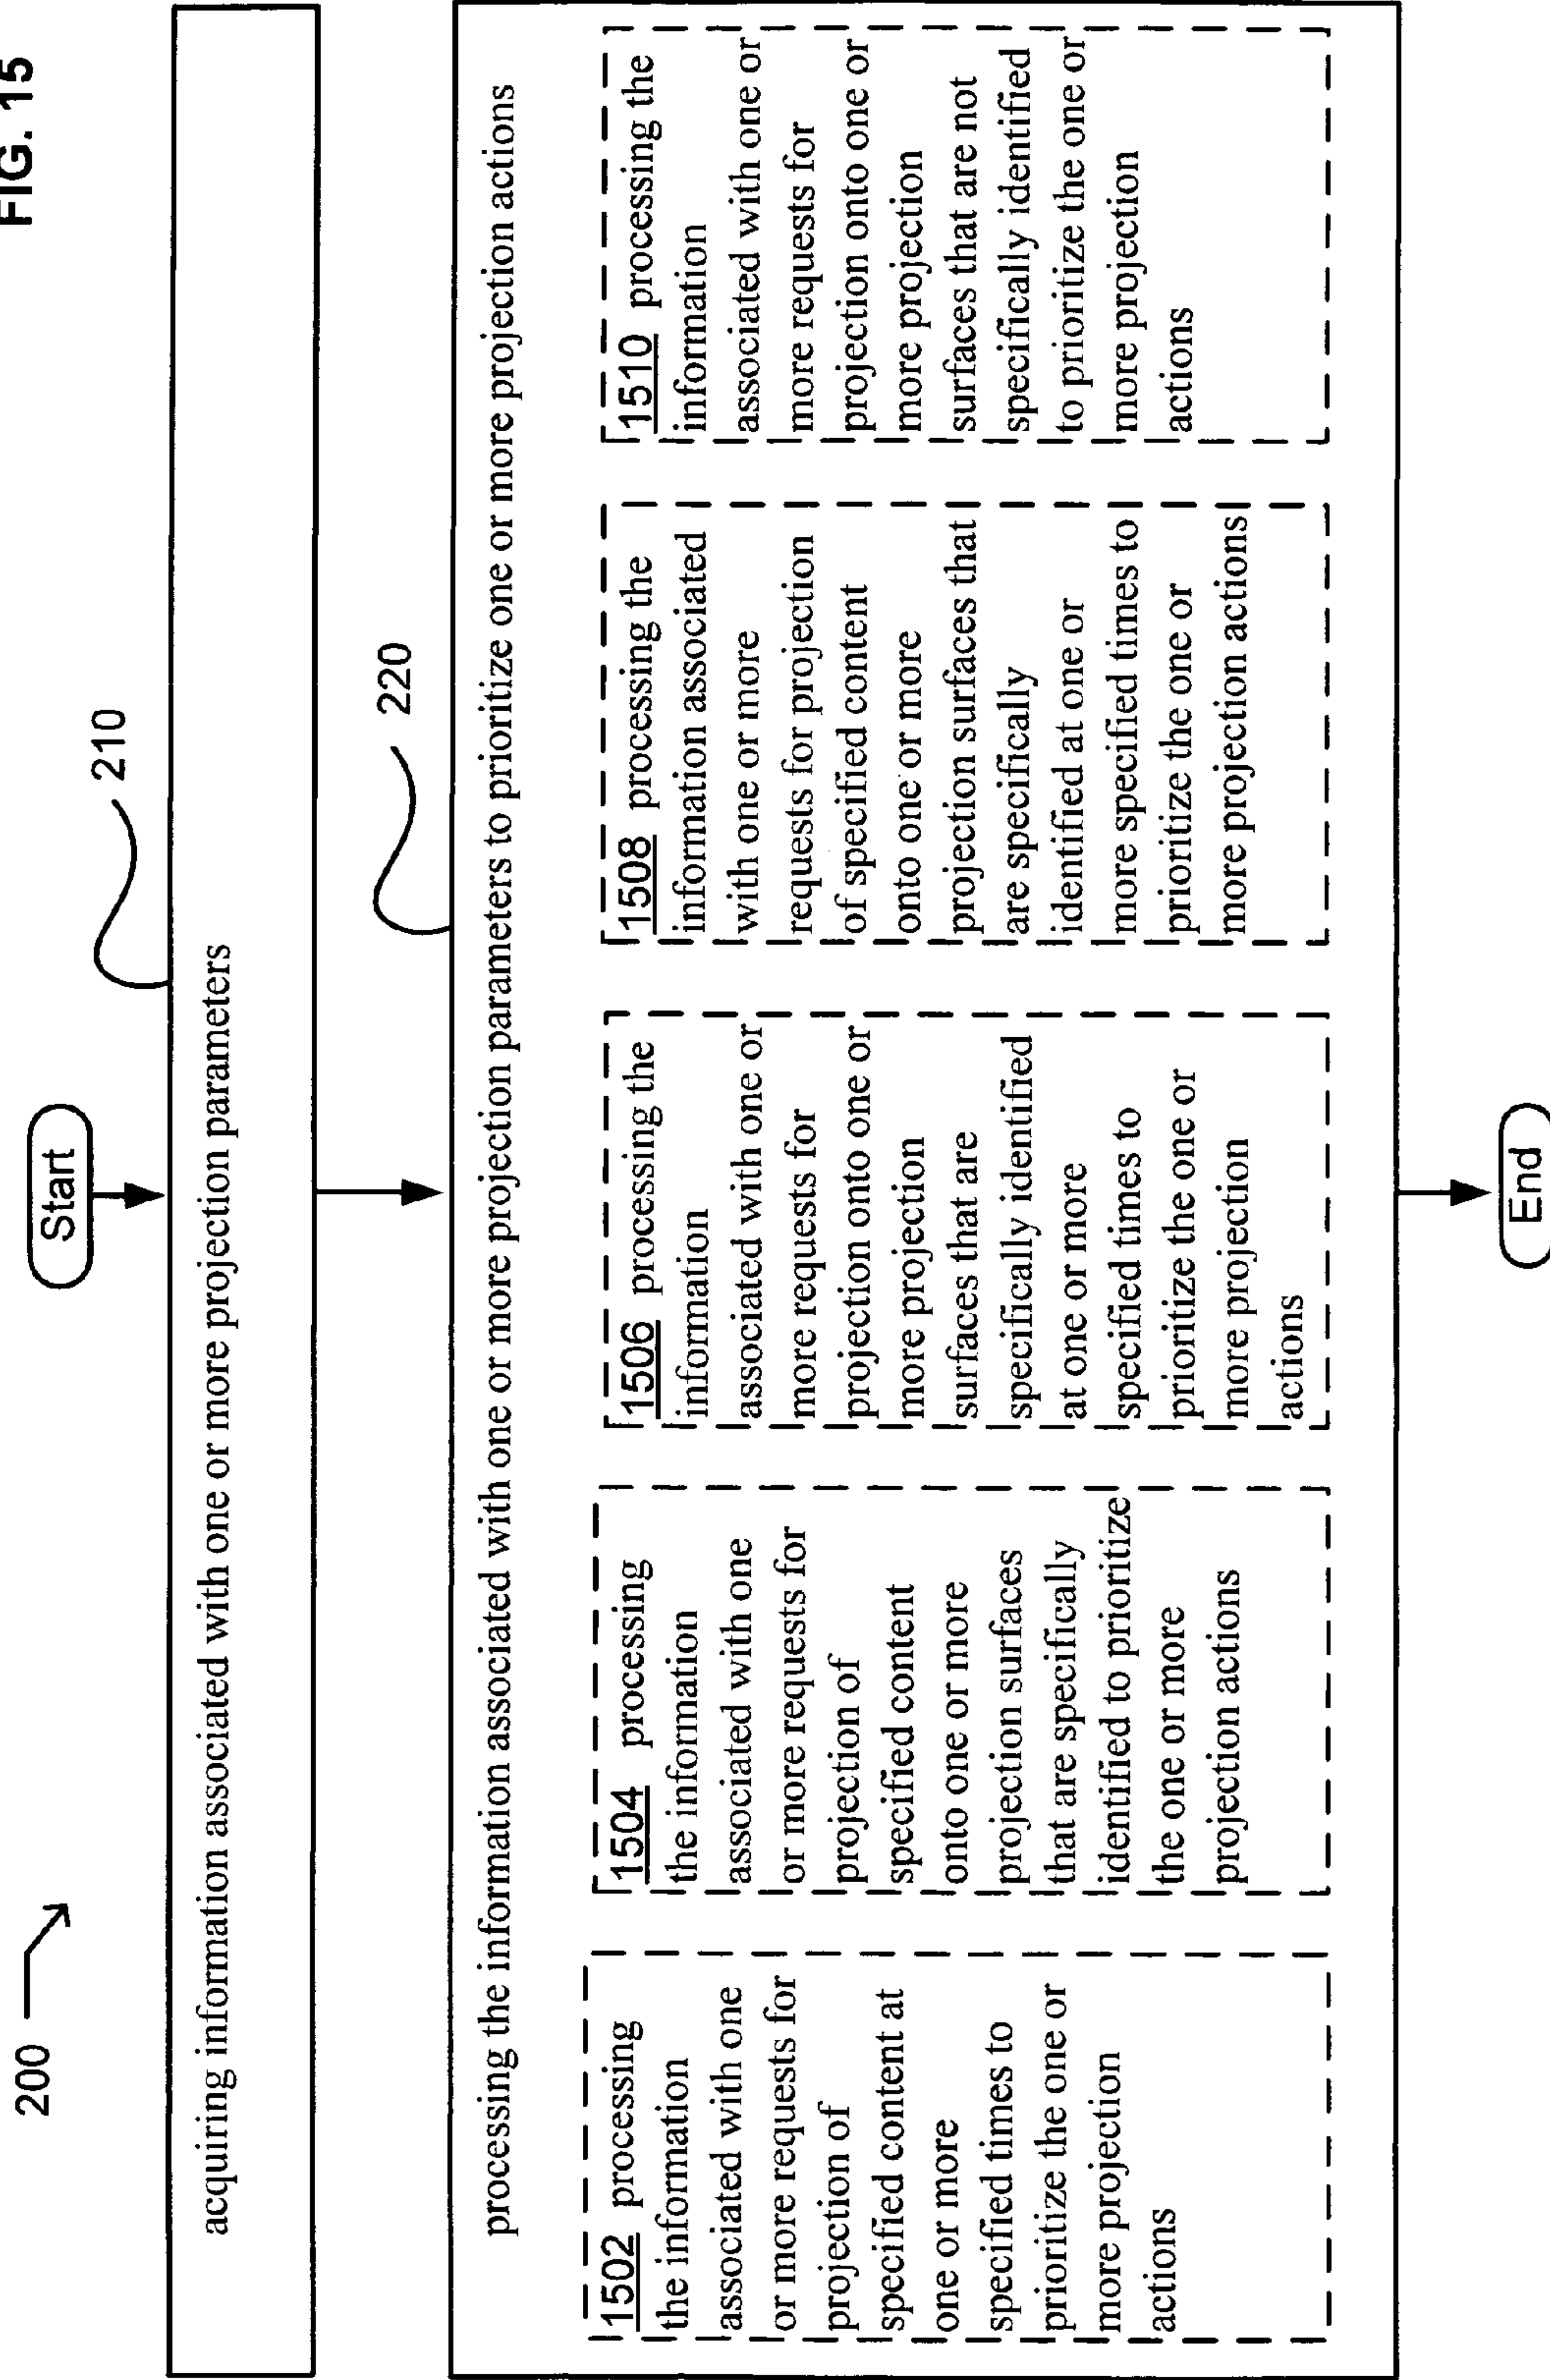 FIG. 15
200
Start
210
acquiring information associated with one or more projection parameters
220
processing the information associated with one or more projection parameters to prioritize one or more projection actions
1502 processing
the information
associated with one
or more requests for
projection of
specified content at
one or more
specified times to
prioritize the one or
more projection
actions
1504 processing
the information
associated with one
or more requests for
projection of
specified content
onto one or more
projection surfaces
that are specifically
identified to prioritize
the one or more
projection actions
1506 processing the
information
associated with one or
more requests for
projection onto one or
more projection
surfaces that are
specifically identified
at one or more
specified times to
prioritize the one or
more projection
actions
1508 processing the
information associated
with one or more
requests for projection
of specified content
onto one or more
projection surfaces that
are specifically
identified at one or
more specified times to
prioritize the one or
more projection actions
1510 processing the
information
associated with one or
more requests for
projection onto one or
more projection
surfaces that are not
specifically identified
to prioritize the one or
more projection
actions
End